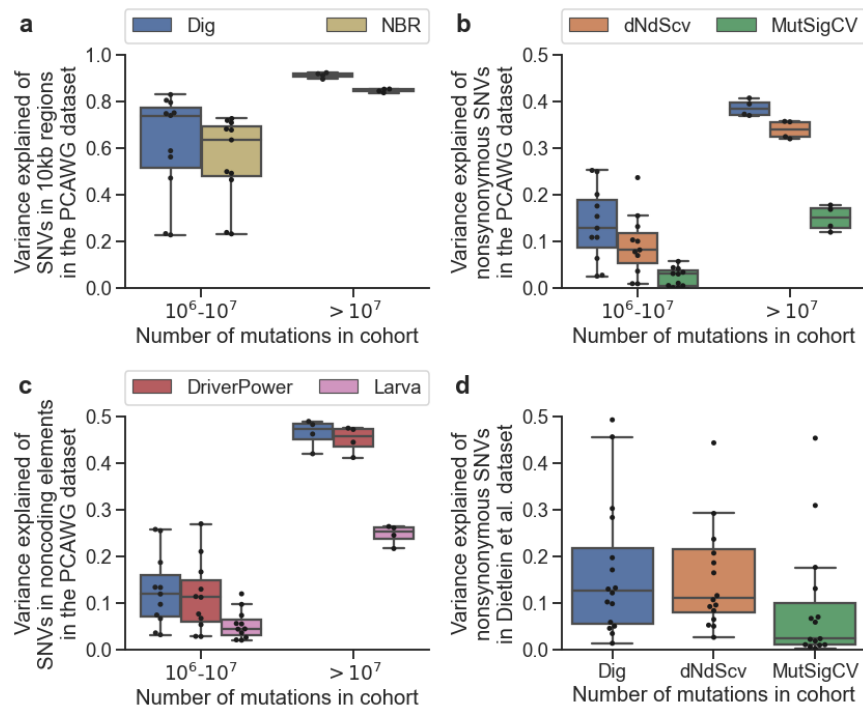 a
Dig
NBR
Variance explained of
SNVs in 10kb regions
in the PCAWG dataset
1.0
0.8
0.6
0.4
0.2
0.0
10⁶-10⁷
> 10⁷
Number of mutations in cohort
b
dNdScv
MutSigCV
Variance explained of
nonsynonymous SNVs
in the PCAWG dataset
0.5
0.4
0.3
0.2
0.1
0.0
10⁶-10⁷
> 10⁷
Number of mutations in cohort
c
DriverPower
Larva
Variance explained of
SNVs in noncoding elements
in the PCAWG dataset
0.5
0.4
0.3
0.2
0.1
0.0
10⁶-10⁷
> 10⁷
Number of mutations in cohort
d
Variance explained of
nonsynonymous SNVs
in Dietlein et al. dataset
0.5
0.4
0.3
0.2
0.1
0.0
Dig
dNdScv
MutSigCV
Number of mutations in cohort